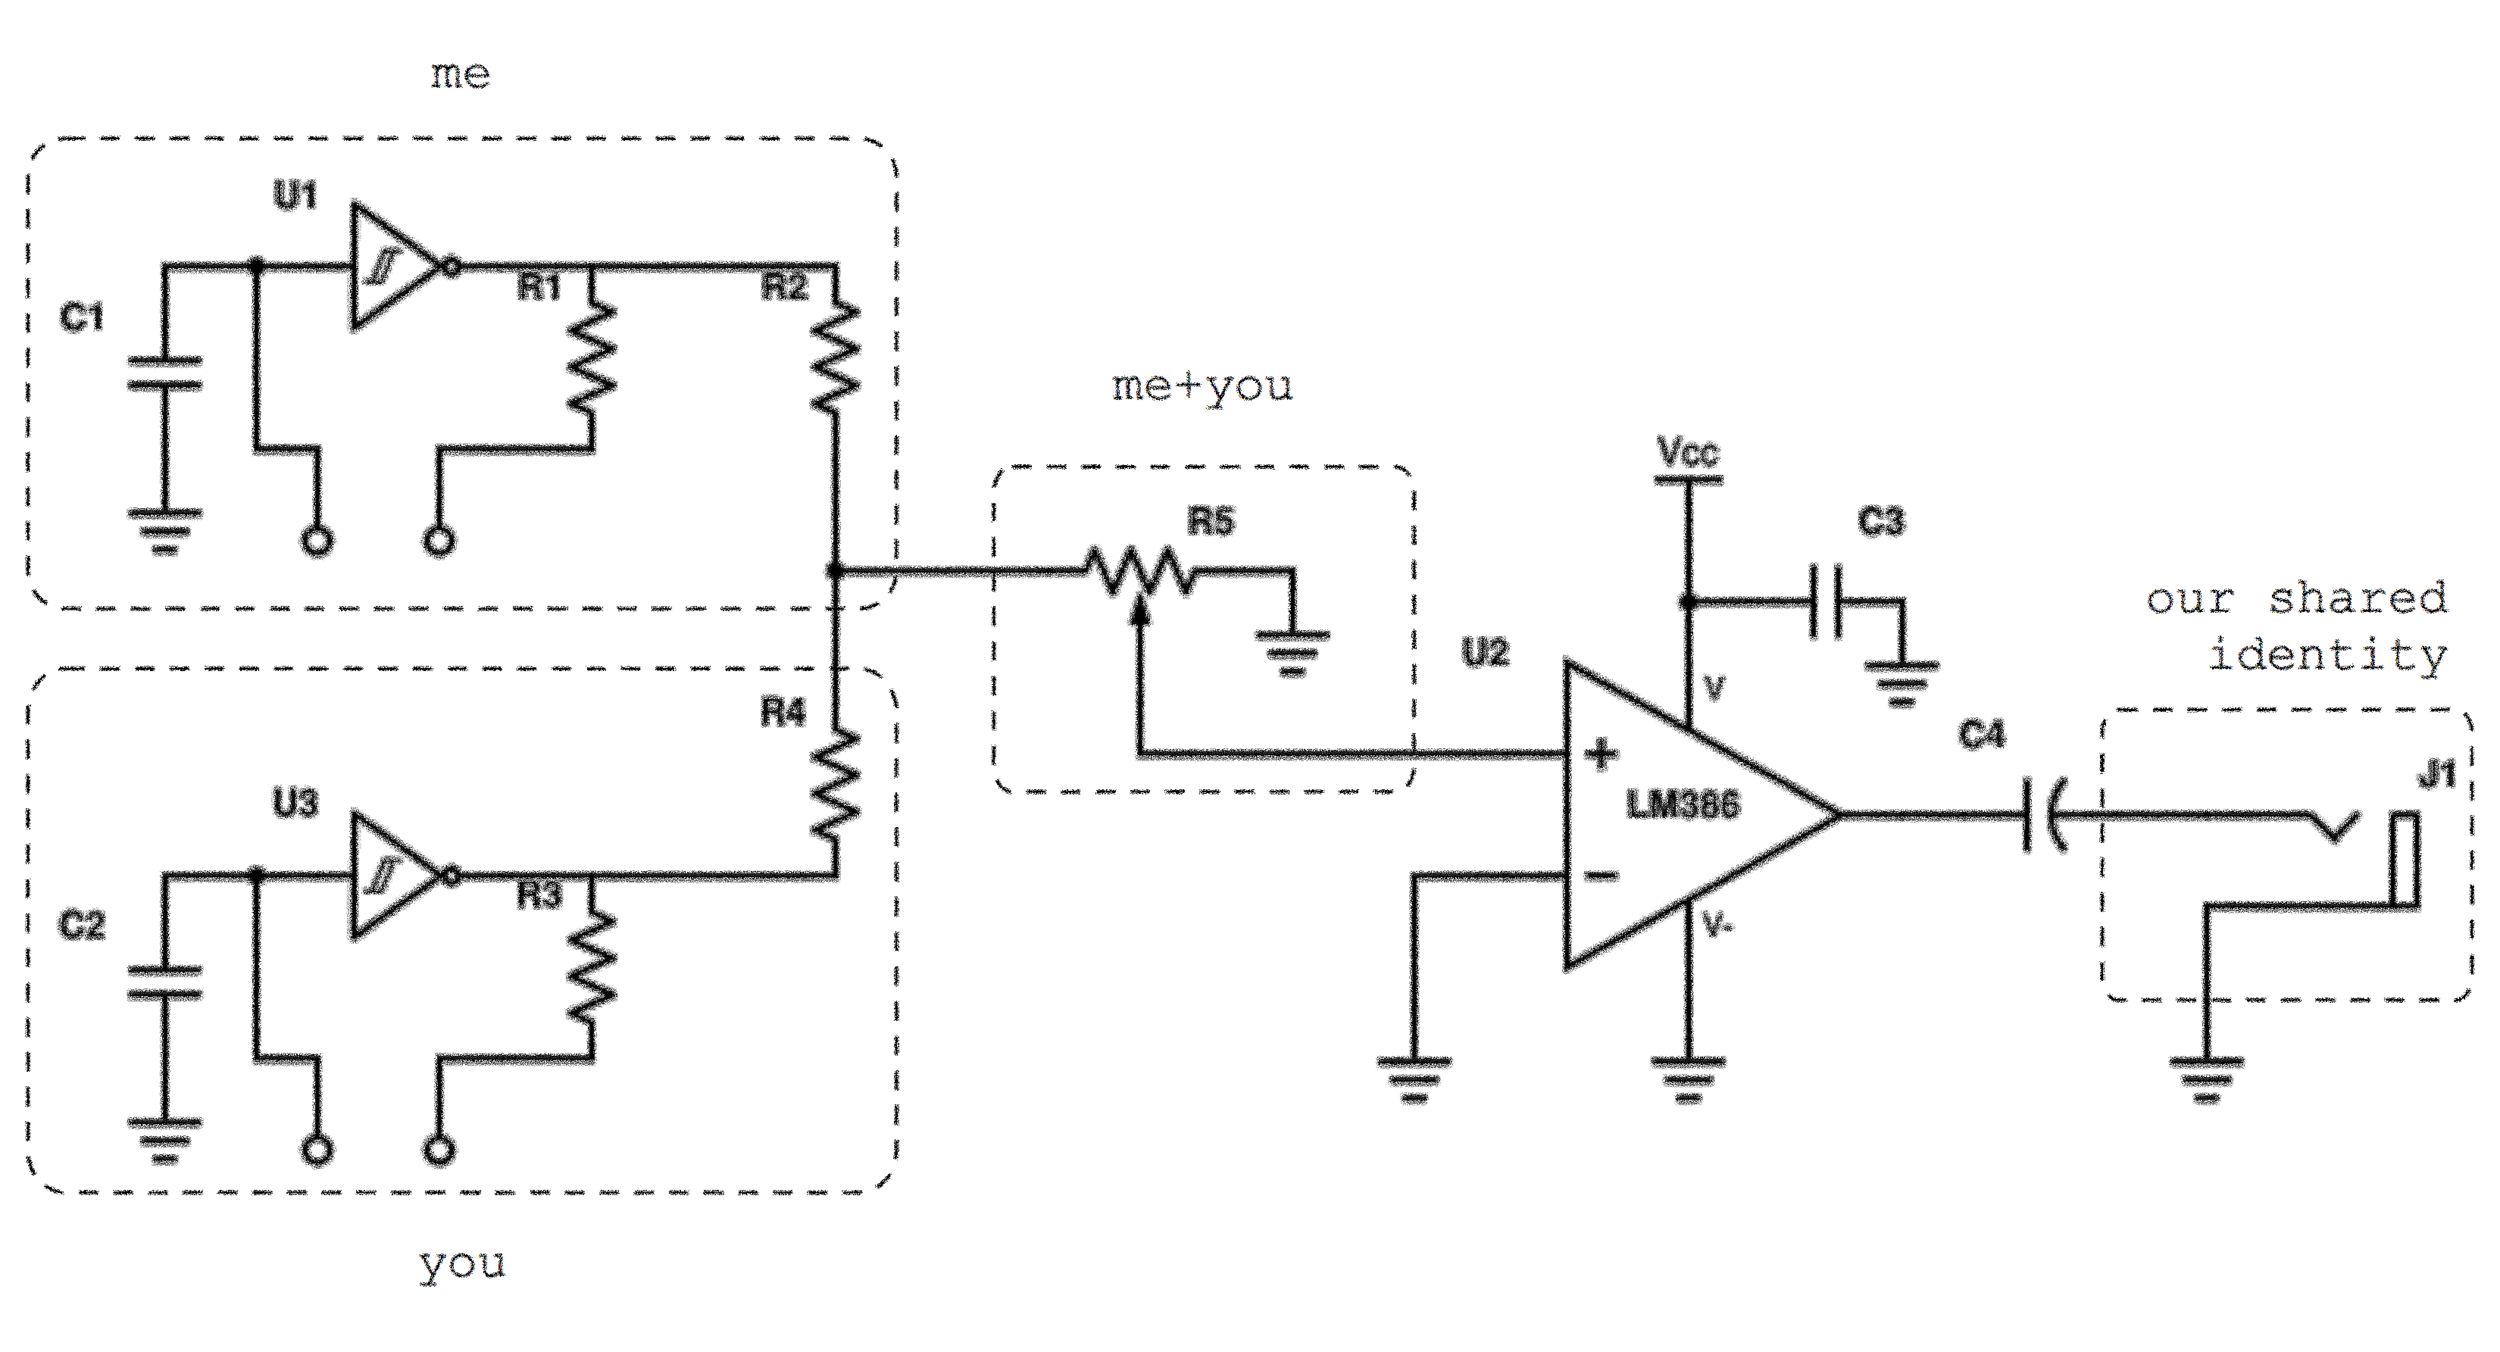 me
U1
R1
R2
C1
me+you
R5
Vcc
C3
our shared
identity
U2
V
R4
C4
J1
+
LM386
U3
R3
−
C2
V-
you